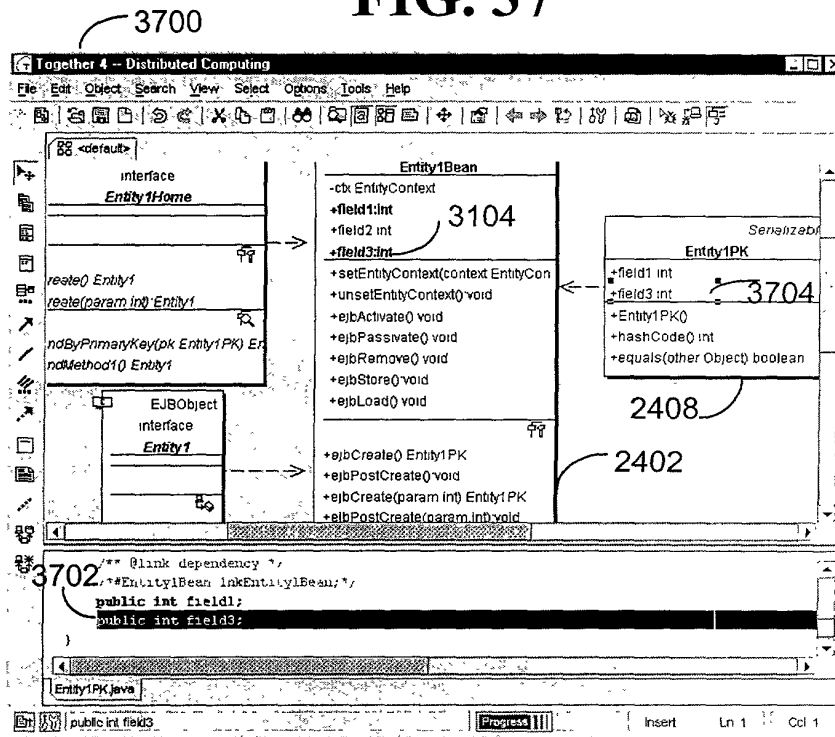 FIG. 37
3700
Together 4 -- Distributed Computing
File Edit Object Search View Select Options Tools Help
<default>
interface
Entity1Home
reate() Entity1
reate(param int) Entity1
ndByPrimaryKey(pk Entity1PK) En
ndMethod1() Entity1
EJBObject
interface
Entity1
Entity1Bean
-ctx EntityContext
+field1:int
+field2 int
+field3:int
3104
+setEntityContext(context EntityCon
+unsetEntityContext():void
+ejbActivate() void
+ejbPassivate() void
+ejbRemove() void
+ejbStore():void
+ejbLoad() void
+ejbCreate() Entity1PK
+ejbPostCreate():void
+ejbCreate(param int) Entity1PK
+ejbPostCreate(param.int):void
Serializabl
Entity1PK
+field1 int
+field3 int
3704
+Entity1PK()
+hashCode() int
+equals(other Object) boolean
2408
2402
/** @link dependency */
/*#Entity1Bean lnkEntity1Bean;*/
3702
public int field1;
public int field3;
}
Entity1PK.java
public int field3
Progress
Insert
Ln 1
Col 1